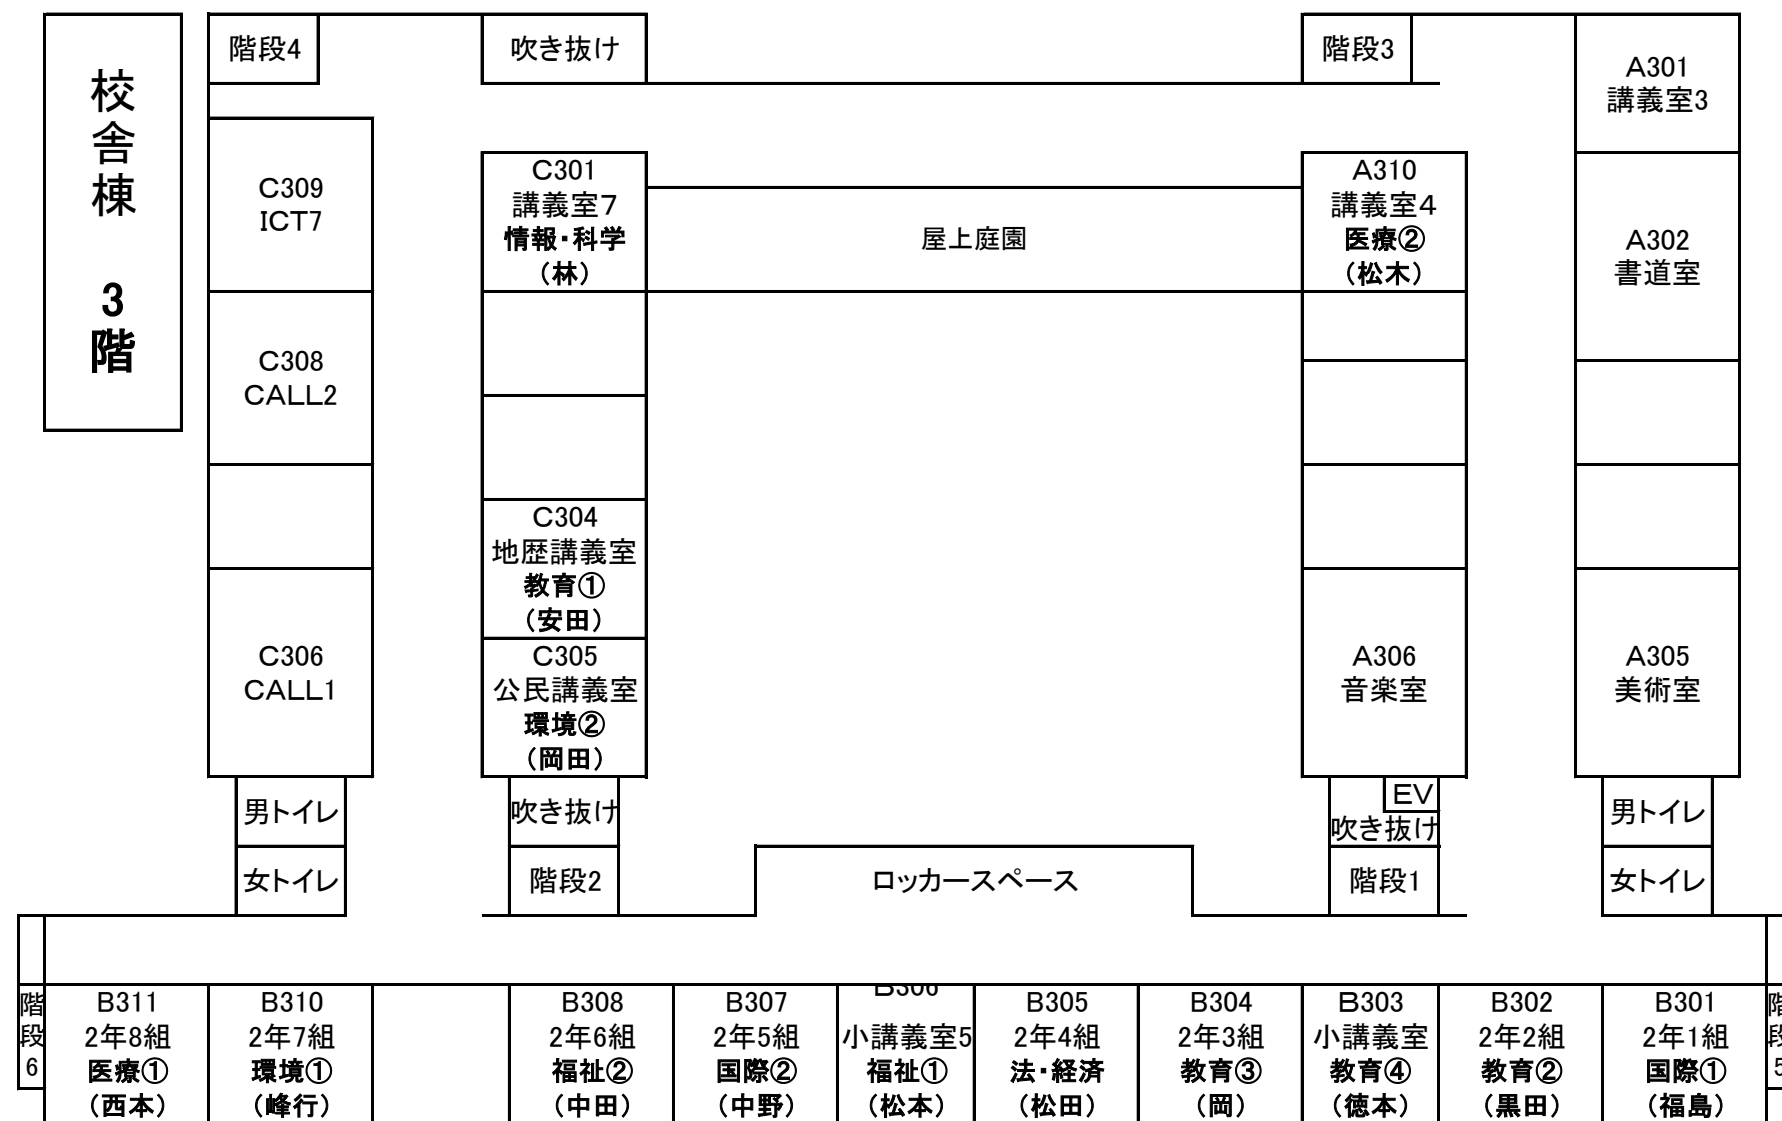 校舎棟 3階
階段4
吹き抜け
階段3
A301
講義室3
C309
ICT7
C301
講義室7
情報・科学
（林）
屋上庭園
A310
講義室4
医療②
（松木）
A302
書道室
C308
CALL2
C304
地歴講義室
教育①
（安田）
C306
CALL1
C305
公民講義室
環境②
（岡田）
A306
音楽室
A305
美術室
男トイレ
吹き抜け
EV
吹き抜け
男トイレ
女トイレ
階段2
ロッカースペース
階段1
女トイレ
階段6
B311
2年8組
医療①
（西本）
B310
2年7組
環境①
（峰行）
B308
2年6組
福祉②
（中田）
B307
2年5組
国際②
（中野）
B306
小講義室5
福祉①
（松本）
B305
2年4組
法・経済
（松田）
B304
2年3組
教育③
（岡）
B303
小講義室
教育④
（徳本）
B302
2年2組
教育②
（黒田）
B301
2年1組
国際①
（福島）
階段5